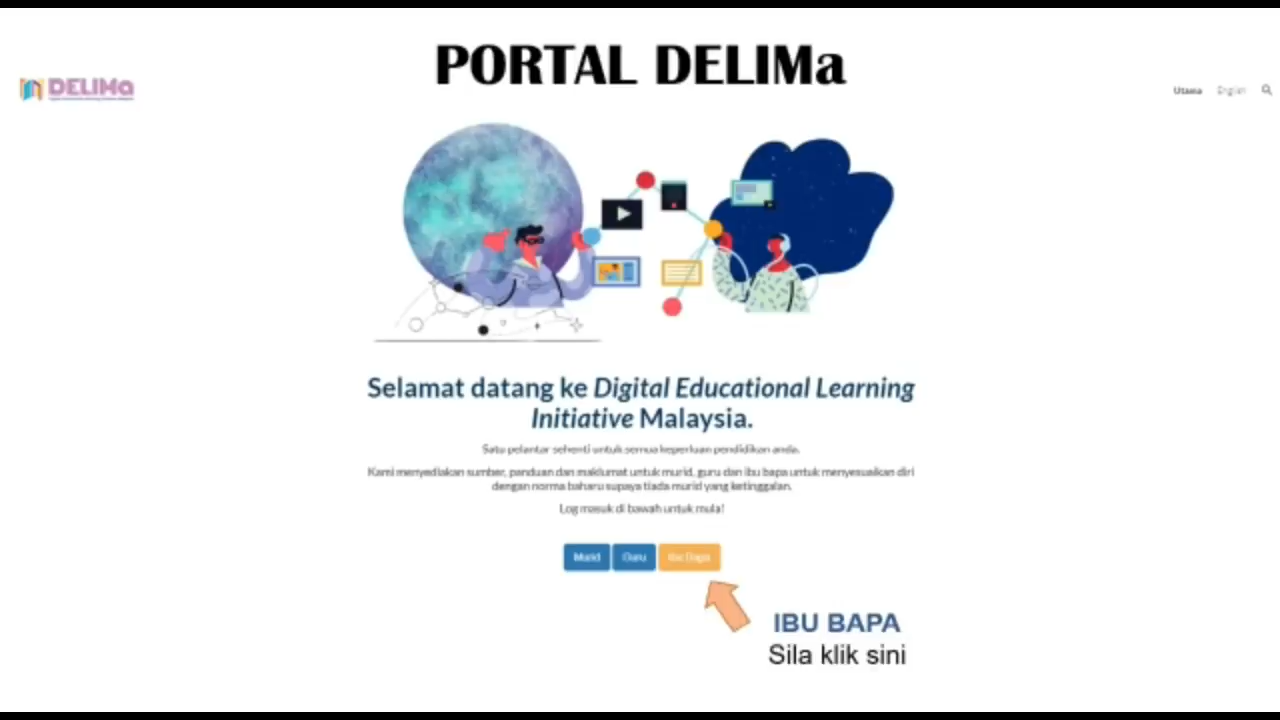 PORTAL DELIMa
DELIMa
Utama English
Selamat datang ke Digital Educational Learning
Initiative Malaysia.
Satu pelantar sehenti untuk semua keperluan pendidikan anda.
Kami menyediakan sumber, panduan dan maklumat untuk murid, guru dan ibu bapa untuk menyesuaikan diri
dengan norma baharu supaya tiada murid yang ketinggalan.
Log masuk di bawah untuk mula!
Murid Guru Ibu Bapa
IBU BAPA
Sila klik sini